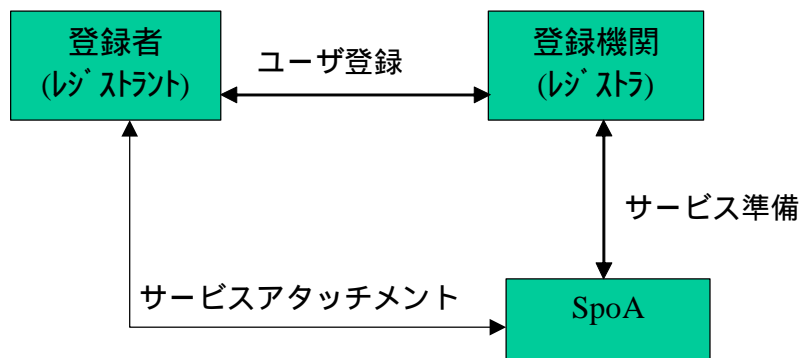 登録者
(ﾚｼﾞｽﾄﾗﾝﾄ)
ユーザ登録
登録機関
(ﾚｼﾞｽﾄﾗ)
サービス準備
サービスアタッチメント
SpoA